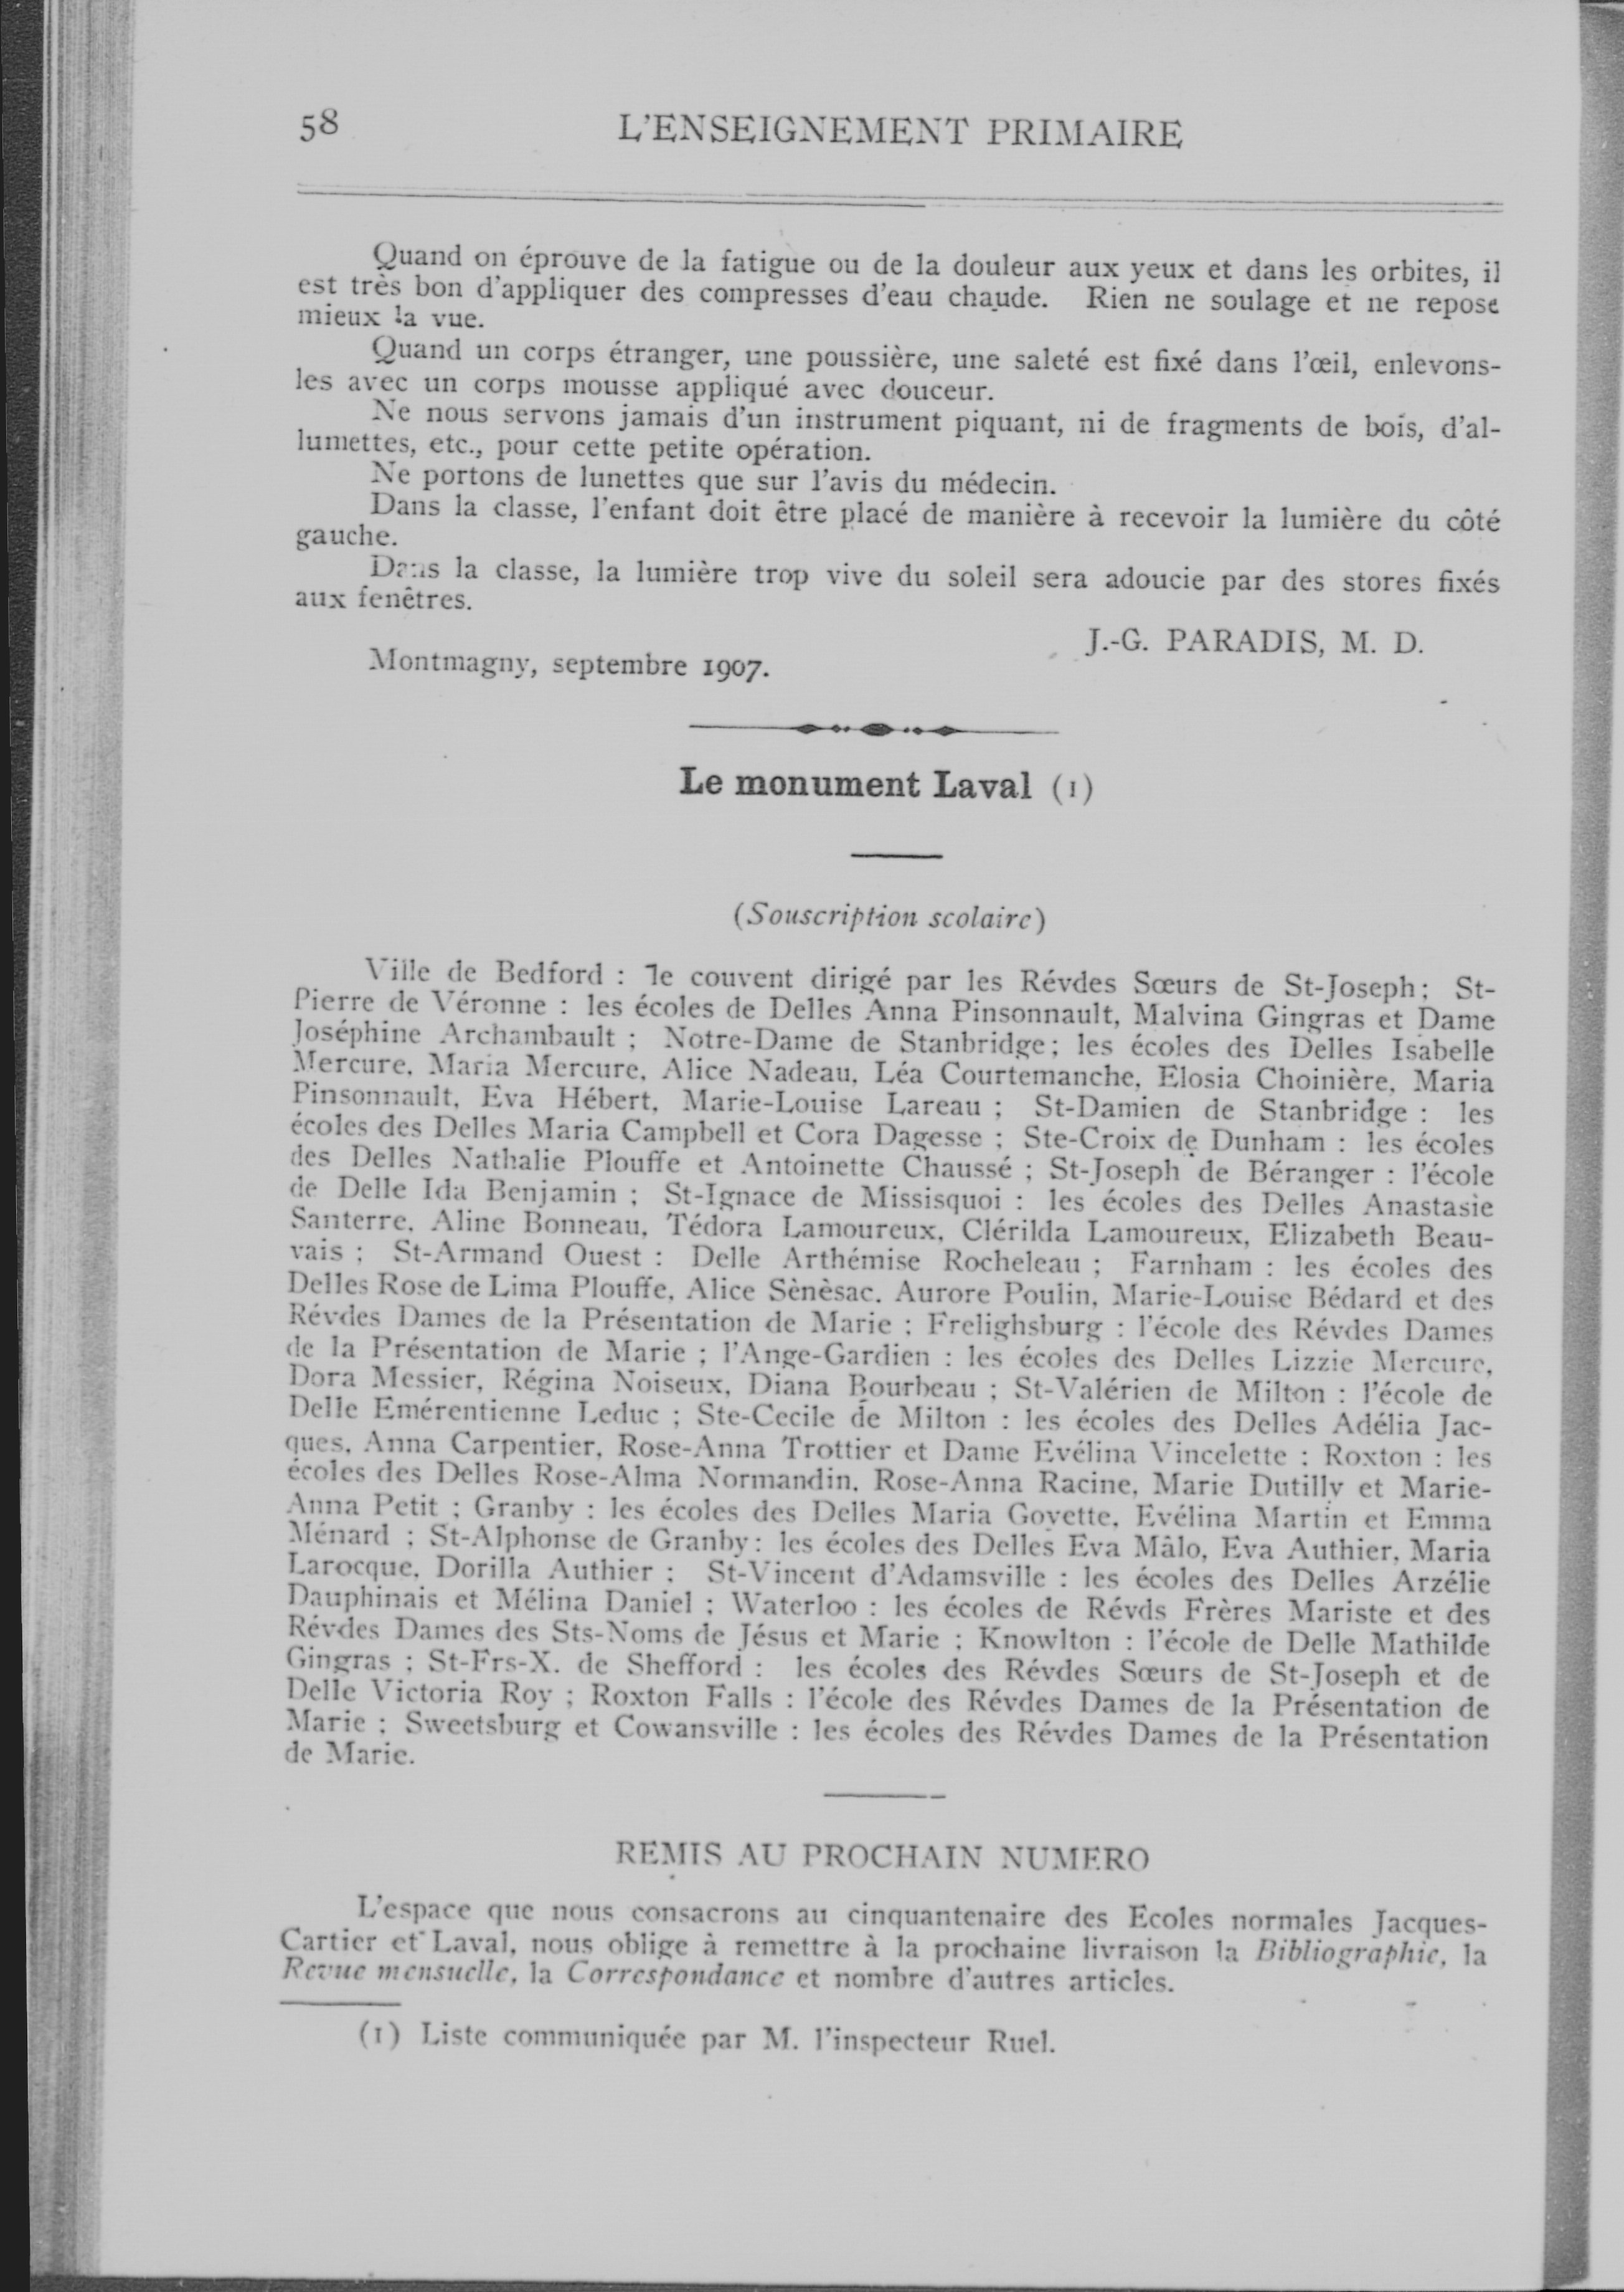 58
L'ENSEIGNEMENT PRIMAIRE
Quand on éprouve de la fatigue ou de la douleur aux yeux et dans les orbites, il
est très bon d'appliquer des compresses d'eau chaude. Rien ne soulage et ne repose
mieux la vue.
Quand un corps étranger, une poussière, une saleté est fixé dans l'œil, enlevons-
les avec un corps mousse appliqué avec douceur.
Ne nous servons jamais d'un instrument piquant, ni de fragments de bois, d'al-
lumettes, etc., pour cette petite opération.
Ne portons de lunettes que sur l'avis du médecin.
Dans la classe, l'enfant doit être placé de manière à recevoir la lumière du côté
gauche.
Dans la classe, la lumière trop vive du soleil sera adoucie par des stores fixés
aux fenêtres.
J.-G. PARADIS, M. D.
Montmagny, septembre 1907.
Le monument Laval (1)
(Souscription scolaire)
Ville de Bedford : le couvent dirigé par les Révdes Sœurs de St-Joseph; St-
Pierre de Véronne : les écoles de Delles Anna Pinsonnault, Malvina Gingras et Dame
Joséphine Archambault ; Notre-Dame de Stanbridge; les écoles des Delles Isabelle
Mercure, Maria Mercure, Alice Nadeau, Léa Courtemanche, Elosia Choinière, Maria
Pinsonnault, Eva Hébert, Marie-Louise Lareau ; St-Damien de Stanbridge : les
écoles des Delles Maria Campbell et Cora Dagesse ; Ste-Croix de Dunham : les écoles
des Delles Nathalie Plouffe et Antoinette Chaussé ; St-Joseph de Béranger : l'école
de Delle Ida Benjamin ; St-Ignace de Missisquoi : les écoles des Delles Anastasie
Santerre, Aline Bonneau, Tédora Lamoureux, Clérilda Lamoureux, Elizabeth Beau-
vais ; St-Armand Ouest : Delle Arthémise Rocheleau ; Farnham : les écoles des
Delles Rose de Lima Plouffe, Alice Sènèsac, Aurore Poulin, Marie-Louise Bédard et des
Révdes Dames de la Présentation de Marie ; Frelighsburg : l'école des Révdes Dames
de la Présentation de Marie ; l'Ange-Gardien : les écoles des Delles Lizzie Mercure,
Dora Messier, Régina Noiseux, Diana Bourbeau ; St-Valérien de Milton : l'école de
Delle Emérentienne Leduc ; Ste-Cecile de Milton : les écoles des Delles Adélia Jac-
ques, Anna Carpentier, Rose-Anna Trottier et Dame Evélina Vincelette : Roxton : les
écoles des Delles Rose-Alma Normandin, Rose-Anna Racine, Marie Dutilly et Marie-
Anna Petit ; Granby : les écoles des Delles Maria Goyette, Evélina Martin et Emma
Ménard ; St-Alphonse de Granby: les écoles des Delles Eva Mâlo, Eva Authier, Maria
Larocque, Dorilla Authier ; St-Vincent d'Adamsville : les écoles des Delles Arzélie
Dauphinais et Mélina Daniel ; Waterloo : les écoles de Révds Frères Mariste et des
Révdes Dames des Sts-Noms de Jésus et Marie ; Knowlton : l'école de Delle Mathilde
Gingras ; St-Frs-X. de Shefford : les écoles des Révdes Sœurs de St-Joseph et de
Delle Victoria Roy ; Roxton Falls : l'école des Révdes Dames de la Présentation de
Marie ; Sweetsburg et Cowansville : les écoles des Révdes Dames de la Présentation
de Marie.
REMIS AU PROCHAIN NUMERO
L'espace que nous consacrons au cinquantenaire des Ecoles normales Jacques-
Cartier et Laval, nous oblige à remettre à la prochaine livraison la Bibliographie, la
Revue mensuelle, la Correspondance et nombre d'autres articles.
(1) Liste communiquée par M. l'inspecteur Ruel.